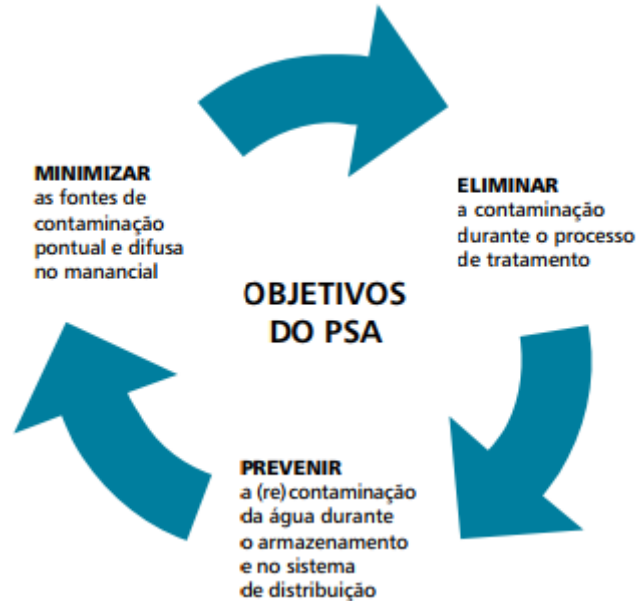 MINIMIZAR
as fontes de
contaminação
pontual e difusa
no manancial
ELIMINAR
a contaminação
durante o processo
de tratamento
OBJETIVOS
DO PSA
PREVENIR
a (re)contaminação
da água durante
o armazenamento
e no sistema
de distribuição